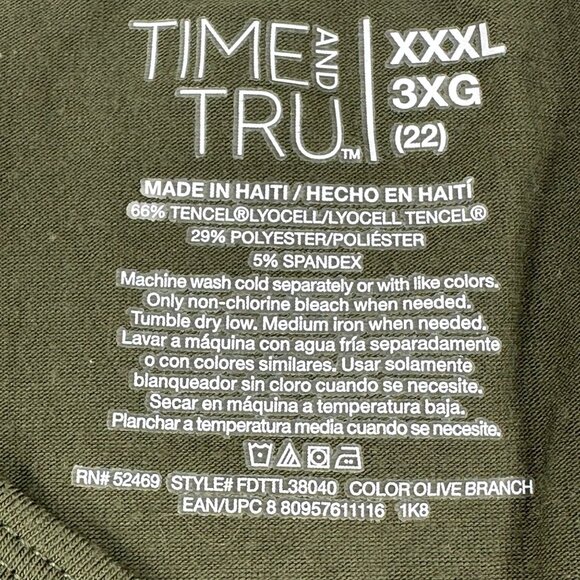 TIME AND TRU™
XXXL
3XG
(22)
MADE IN HAITI / HECHO EN HAITÍ
66% TENCEL®LYOCELL/LYOCELL TENCEL®
29% POLYESTER/POLIÉSTER
5% SPANDEX
Machine wash cold separately or with like colors.
Only non-chlorine bleach when needed.
Tumble dry low. Medium iron when needed.
Lavar a máquina con agua fría separadamente
o con colores similares. Usar solamente
blanqueador sin cloro cuando se necesite.
Secar en máquina a temperatura baja.
Planchar a temperatura media cuando se necesite.
RN# 52469 STYLE# FDTTL38040 COLOR OLIVE BRANCH
EAN/UPC 8 80957611116 1K8